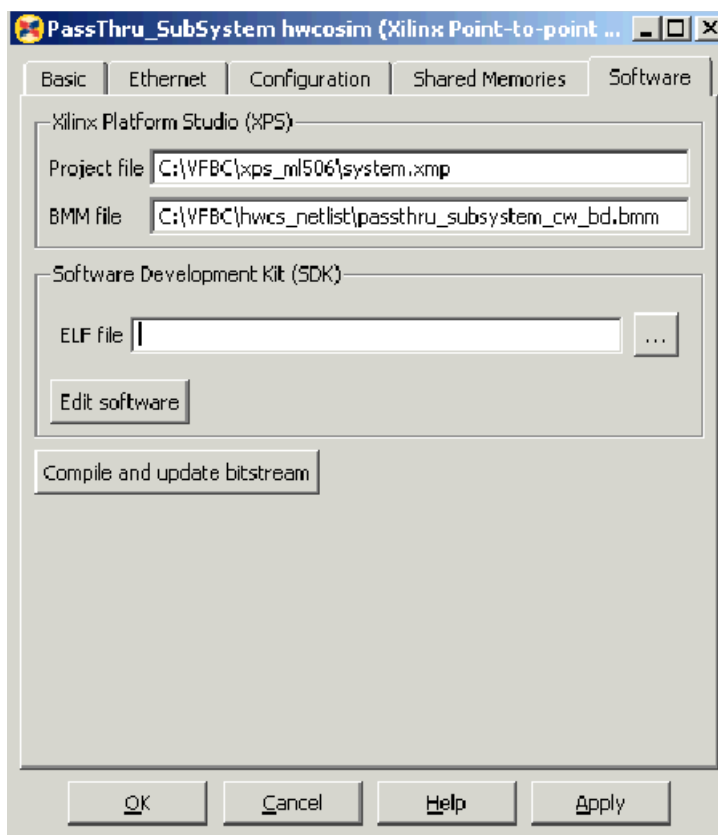 PassThru_SubSystem hwcosim (Xilinx Point-to-point ...
Basic Ethernet Configuration Shared Memories Software
Xilinx Platform Studio (XPS)
Project file C:\VFBC\xps_ml506\system.xmp
BMM file C:\VFBC\hwcs_netlist\passthru_subsystem_cw_bd.bmm
Software Development Kit (SDK)
ELF file ...
Edit software
Compile and update bitstream
OK Cancel Help Apply